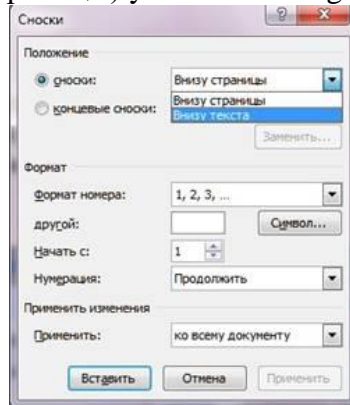 Сноски
Положение
сноски: Внизу страницы
Внизу страницы
концевые сноски: Внизу текста
Заменить...
Формат
Формат номера: 1, 2, 3, ...
другой: Символ...
Начать с: 1
Нумерация: Продолжить
Применить изменения
Применить: ко всему документу
Вставить Отмена Применить